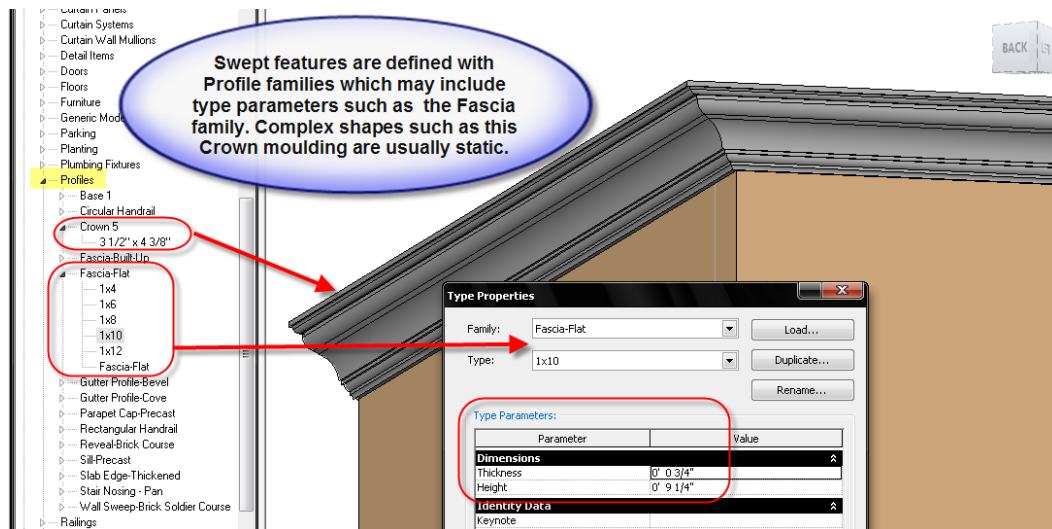 Curtain Panels
Curtain Systems
Curtain Wall Mullions
Detail Items
Doors
Floors
Furniture
Generic Mode
Parking
Planting
Plumbing Fixtures
Profiles
Base 1
Circular Handrail
Crown 5
3 1/2" x 4 3/8"
Fascia-Built-Up
Fascia-Flat
1x4
1x6
1x8
1x10
1x12
Fascia-Flat
Gutter Profile-Bevel
Gutter Profile-Cove
Parapet Cap-Precast
Rectangular Handrail
Reveal-Brick Course
Sill-Precast
Slab Edge-Thickened
Stair Nosing - Pan
Wall Sweep-Brick Soldier Course
Railings
Swept features are defined with
Profile families which may include
type parameters such as the Fascia
family. Complex shapes such as this
Crown moulding are usually static.
BACK
Type Properties
Family: Fascia-Flat Load...
Type: 1x10 Duplicate...
Rename...
Type Parameters:
Parameter Value
Dimensions
Thickness 0' 0 3/4"
Height 0' 9 1/4"
Identity Data
Keynote